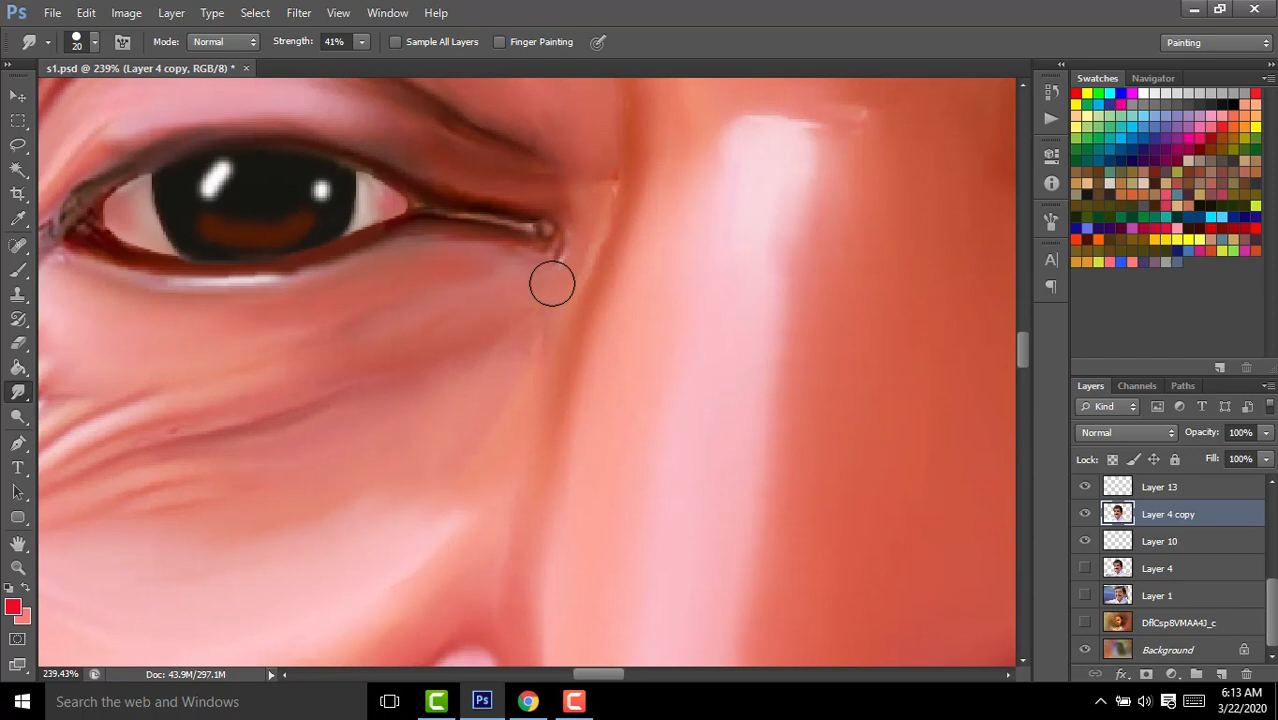 Ps File Edit Image Layer Type Select Filter View Window Help
20 Mode: Normal Strength: 41% Sample All Layers Finger Painting Painting
s1.psd @ 239% (Layer 4 copy, RGB/8) *
Swatches Navigator
Layers Channels Paths
Kind
Normal Opacity: 100%
Lock: Fill: 100%
Layer 13
Layer 4 copy
Layer 10
Layer 4
Layer 1
DflCsp8VMAA4J_c
Background
239.43% Doc: 43.9M/297.1M
Search the web and Windows
6:13 AM
3/22/2020